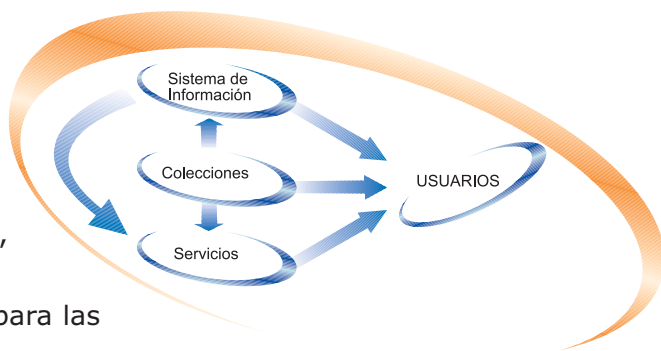 Sistema de
Información
Colecciones
USUARIOS
Servicios
,
para las